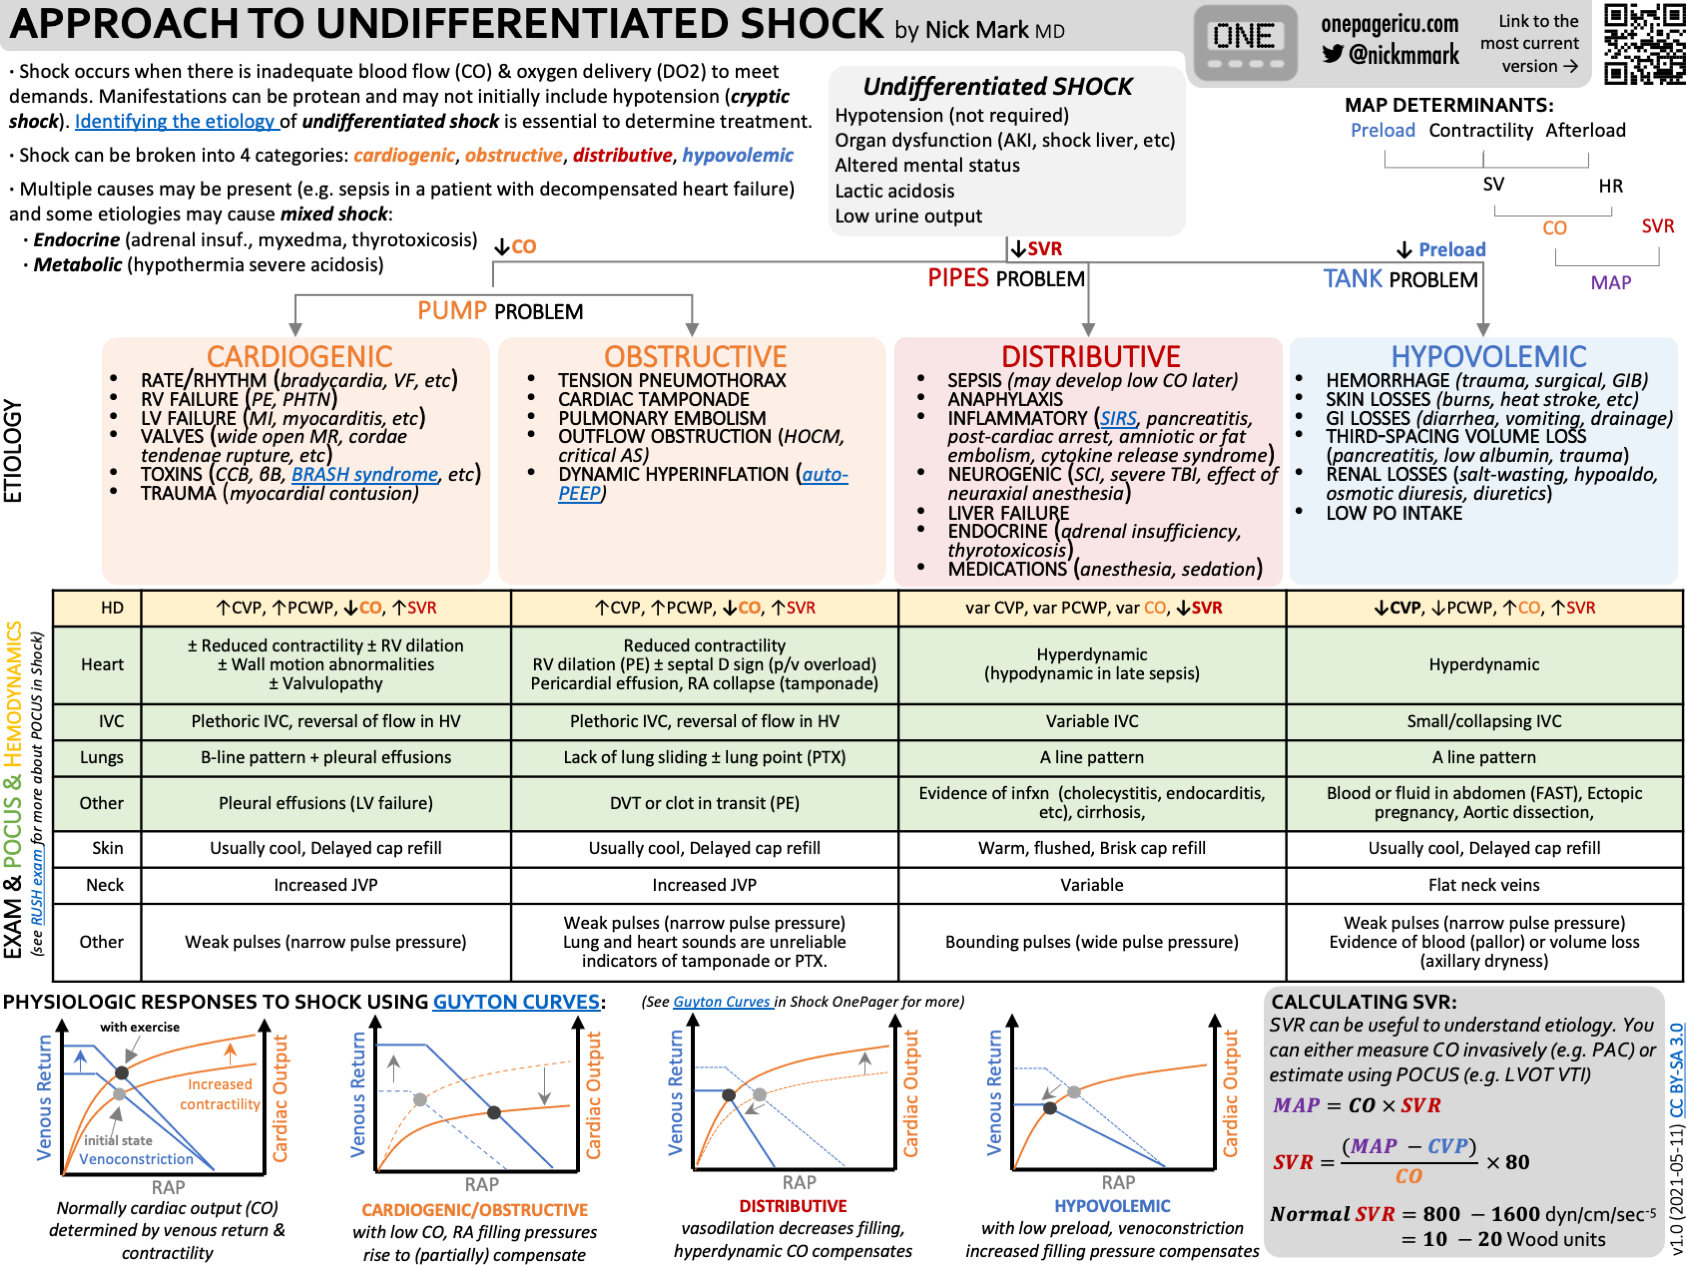 APPROACH TO UNDIFFERENTIATED SHOCK by Nick Mark MD
ONE
onepagericu.com
@nickmmark
Link to the
most current
version →
· Shock occurs when there is inadequate blood flow (CO) & oxygen delivery (DO2) to meet
demands. Manifestations can be protean and may not initially include hypotension (cryptic
shock). Identifying the etiology of undifferentiated shock is essential to determine treatment.
· Shock can be broken into 4 categories: cardiogenic, obstructive, distributive, hypovolemic
· Multiple causes may be present (e.g. sepsis in a patient with decompensated heart failure)
and some etiologies may cause mixed shock:
· Endocrine (adrenal insuf., myxedma, thyrotoxicosis)
· Metabolic (hypothermia severe acidosis)
Undifferentiated SHOCK
Hypotension (not required)
Organ dysfunction (AKI, shock liver, etc)
Altered mental status
Lactic acidosis
Low urine output
MAP DETERMINANTS:
Preload Contractility Afterload
SV
HR
CO
SVR
MAP
↓CO
↓SVR
↓ Preload
PUMP PROBLEM
PIPES PROBLEM
TANK PROBLEM
ETIOLOGY
CARDIOGENIC
• RATE/RHYTHM (bradycardia, VF, etc)
• RV FAILURE (PE, PHTN)
• LV FAILURE (MI, myocarditis, etc)
• VALVES (wide open MR, cordae
tendenae rupture, etc)
• TOXINS (CCB, βB, BRASH syndrome, etc)
• TRAUMA (myocardial contusion)
OBSTRUCTIVE
• TENSION PNEUMOTHORAX
• CARDIAC TAMPONADE
• PULMONARY EMBOLISM
• OUTFLOW OBSTRUCTION (HOCM,
critical AS)
• DYNAMIC HYPERINFLATION (auto-
PEEP)
DISTRIBUTIVE
• SEPSIS (may develop low CO later)
• ANAPHYLAXIS
• INFLAMMATORY (SIRS, pancreatitis,
post-cardiac arrest, amniotic or fat
embolism, cytokine release syndrome)
• NEUROGENIC (SCI, severe TBI, effect of
neuraxial anesthesia)
• LIVER FAILURE
• ENDOCRINE (adrenal insufficiency,
thyrotoxicosis)
• MEDICATIONS (anesthesia, sedation)
HYPOVOLEMIC
• HEMORRHAGE (trauma, surgical, GIB)
• SKIN LOSSES (burns, heat stroke, etc)
• GI LOSSES (diarrhea, vomiting, drainage)
• THIRD-SPACING VOLUME LOSS
(pancreatitis, low albumin, trauma)
• RENAL LOSSES (salt-wasting, hypoaldo,
osmotic diuresis, diuretics)
• LOW PO INTAKE
EXAM & POCUS & HEMODYNAMICS
(see RUSH exam for more about POCUS in Shock)
HD
↑CVP, ↑PCWP, ↓CO, ↑SVR
↑CVP, ↑PCWP, ↓CO, ↑SVR
var CVP, var PCWP, var CO, ↓SVR
↓CVP, ↓PCWP, ↑CO, ↑SVR
Heart
± Reduced contractility ± RV dilation
± Wall motion abnormalities
± Valvulopathy
Reduced contractility
RV dilation (PE) ± septal D sign (p/v overload)
Pericardial effusion, RA collapse (tamponade)
Hyperdynamic
(hypodynamic in late sepsis)
Hyperdynamic
IVC
Plethoric IVC, reversal of flow in HV
Plethoric IVC, reversal of flow in HV
Variable IVC
Small/collapsing IVC
Lungs
B-line pattern + pleural effusions
Lack of lung sliding ± lung point (PTX)
A line pattern
A line pattern
Other
Pleural effusions (LV failure)
DVT or clot in transit (PE)
Evidence of infxn (cholecystitis, endocarditis,
etc), cirrhosis,
Blood or fluid in abdomen (FAST), Ectopic
pregnancy, Aortic dissection,
Skin
Usually cool, Delayed cap refill
Usually cool, Delayed cap refill
Warm, flushed, Brisk cap refill
Usually cool, Delayed cap refill
Neck
Increased JVP
Increased JVP
Variable
Flat neck veins
Other
Weak pulses (narrow pulse pressure)
Weak pulses (narrow pulse pressure)
Lung and heart sounds are unreliable
indicators of tamponade or PTX.
Bounding pulses (wide pulse pressure)
Weak pulses (narrow pulse pressure)
Evidence of blood (pallor) or volume loss
(axillary dryness)
PHYSIOLOGIC RESPONSES TO SHOCK USING GUYTON CURVES:
(See Guyton Curves in Shock OnePager for more)
Venous Return
with exercise
Increased
contractility
initial state
Venoconstriction
Cardiac Output
RAP
Normally cardiac output (CO)
determined by venous return &
contractility
Venous Return
Cardiac Output
RAP
CARDIOGENIC/OBSTRUCTIVE
with low CO, RA filling pressures
rise to (partially) compensate
Venous Return
Cardiac Output
RAP
DISTRIBUTIVE
vasodilation decreases filling,
hyperdynamic CO compensates
Venous Return
Cardiac Output
RAP
HYPOVOLEMIC
with low preload, venoconstriction
increased filling pressure compensates
CALCULATING SVR:
SVR can be useful to understand etiology. You
can either measure CO invasively (e.g. PAC) or
estimate using POCUS (e.g. LVOT VTI)
MAP = CO × SVR
SVR = (MAP − CVP) / CO × 80
Normal SVR = 800 − 1600 dyn/cm/sec-5
= 10 − 20 Wood units
v1.0 (2021-05-11) CC BY-SA 3.0